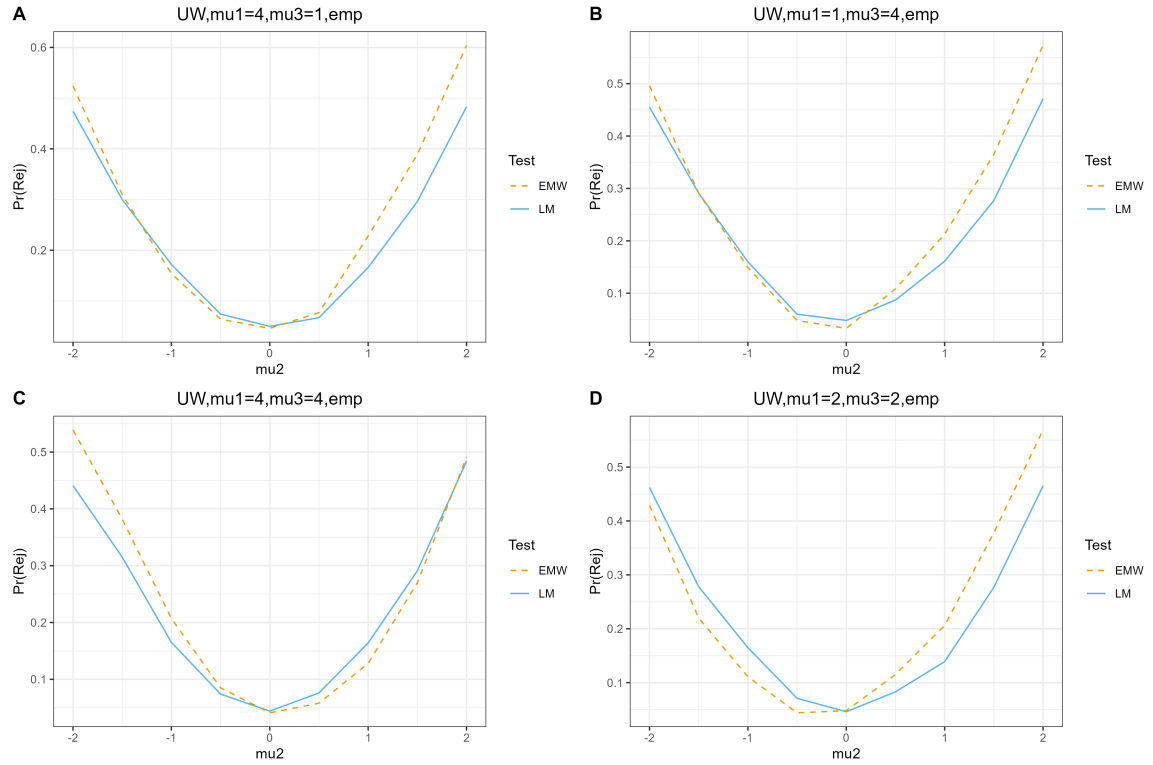 A
UW,mu1=4,mu3=1,emp
Pr(Rej)
0.6
0.4
0.2
-2 -1 0 1 2
mu2
Test
EMW
LM
B
UW,mu1=1,mu3=4,emp
Pr(Rej)
0.5
0.4
0.3
0.2
0.1
-2 -1 0 1 2
mu2
Test
EMW
LM
C
UW,mu1=4,mu3=4,emp
Pr(Rej)
0.5
0.4
0.3
0.2
0.1
-2 -1 0 1 2
mu2
Test
EMW
LM
D
UW,mu1=2,mu3=2,emp
Pr(Rej)
0.5
0.4
0.3
0.2
0.1
-2 -1 0 1 2
mu2
Test
EMW
LM